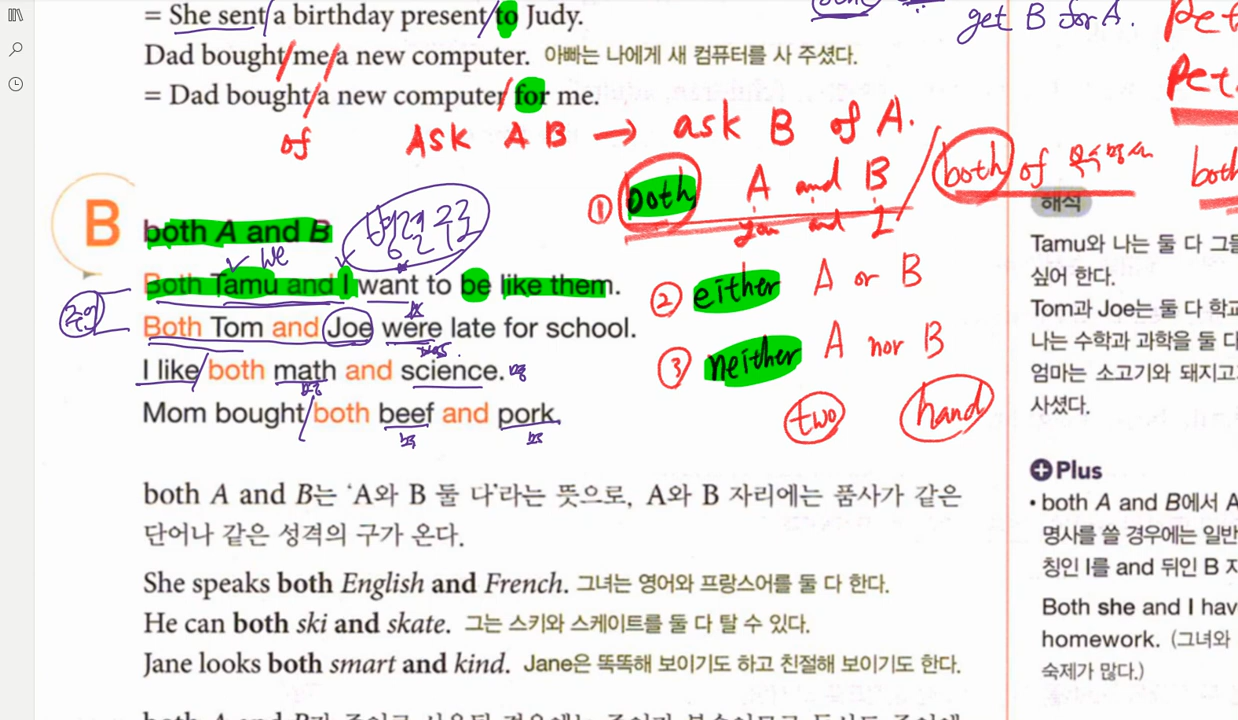 = She sent a birthday present to Judy.
get B for A.
Dad bought me a new computer. 아빠는 나에게 새 컴퓨터를 사 주셨다.
= Dad bought a new computer for me.
of
ASK A B → ask B of A.
① both A and B / both of 복수명사
you and I
② either A or B
③ neither A nor B
two hand
B
both A and B
병렬구조
we
Both Tamu and I want to be like them.
주어
Both Tom and Joe were late for school.
I like both math and science.
Mom bought both beef and pork.
both A and B는 ‘A와 B 둘 다’라는 뜻으로, A와 B 자리에는 품사가 같은
단어나 같은 성격의 구가 온다.
She speaks both English and French. 그녀는 영어와 프랑스어를 둘 다 한다.
He can both ski and skate. 그는 스키와 스케이트를 둘 다 탈 수 있다.
Jane looks both smart and kind. Jane은 똑똑해 보이기도 하고 친절해 보이기도 한다.
해석
Tamu와 나는 둘 다 그들
싶어 한다.
Tom과 Joe는 둘 다 학교
나는 수학과 과학을 둘 다
엄마는 소고기와 돼지고
사셨다.
Plus
• both A and B에서 A
명사를 쓸 경우에는 일반
칭인 I를 and 뒤인 B 자
Both she and I hav
homework. (그녀와
숙제가 많다.)